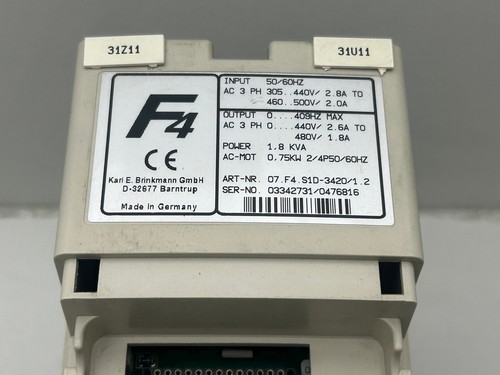 31Z11
31U11
F4
CE
Karl E. Brinkmann GmbH
D-32677 Barntrup
Made in Germany
INPUT 50/60HZ
AC 3 PH 305..440V/ 2.8A TO
460..500V/ 2.0A
OUTPUT 0....409HZ MAX
AC 3 PH 0....440V/ 2.6A TO
480V/ 1.8A
POWER 1,8 KVA
AC-MOT 0,75KW 2/4P50/60HZ
ART-NR. 07.F4.S1D-3420/1.2
SER-NO. 03342731/0476816